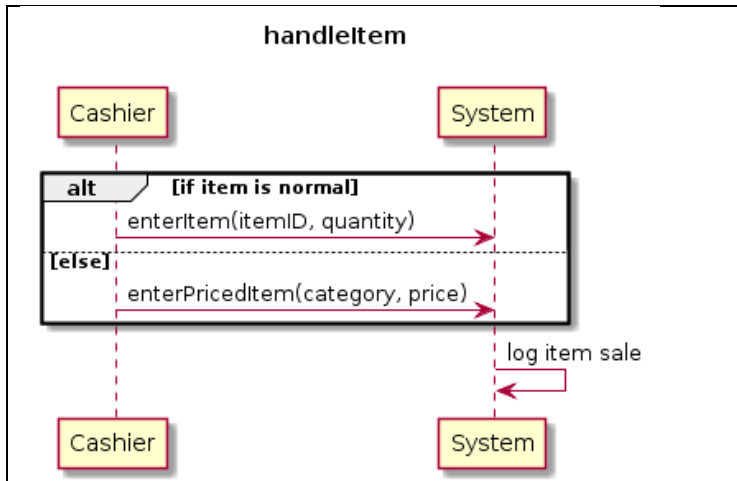 handleItem
Cashier
System
alt
[if item is normal]
enterItem(itemID, quantity)
[else]
enterPricedItem(category, price)
log item sale
Cashier
System